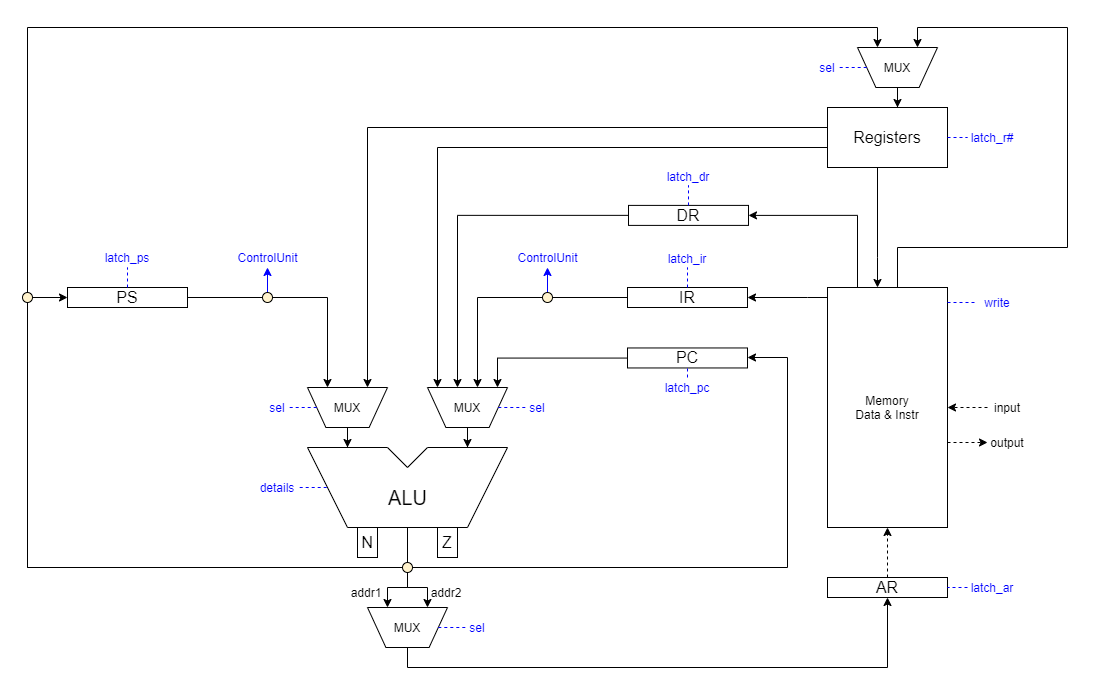 sel
MUX
Registers
latch_r#
latch_dr
DR
latch_ps
ControlUnit
ControlUnit
latch_ir
PS
IR
write
PC
latch_pc
sel
MUX
MUX
sel
Memory
Data & Instr
input
output
details
ALU
N
Z
addr1
addr2
AR
latch_ar
MUX
sel